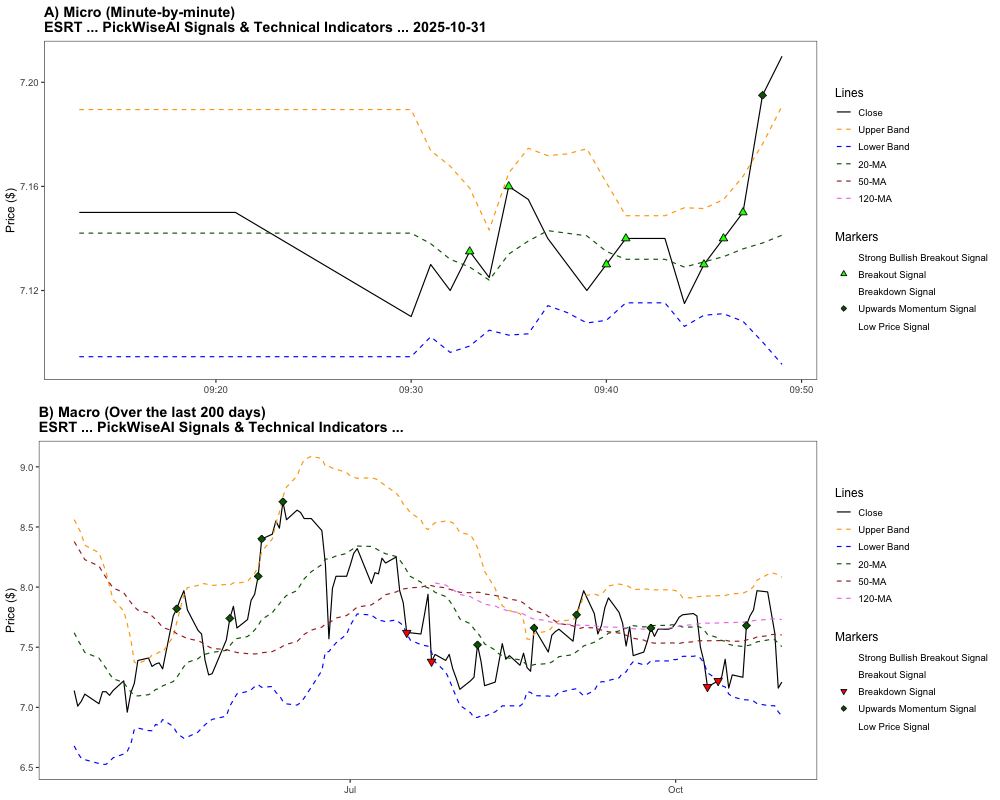 A) Micro (Minute-by-minute)
ESRT ... PickWiseAI Signals & Technical Indicators ... 2025-10-31
Price ($)
7.20
7.16
7.12
09:20
09:30
09:40
09:50
Lines
Close
Upper Band
Lower Band
20-MA
50-MA
120-MA
Markers
Strong Bullish Breakout Signal
Breakout Signal
Breakdown Signal
Upwards Momentum Signal
Low Price Signal
B) Macro (Over the last 200 days)
ESRT ... PickWiseAI Signals & Technical Indicators ...
Price ($)
9.0
8.5
8.0
7.5
7.0
6.5
Jul
Oct
Lines
Close
Upper Band
Lower Band
20-MA
50-MA
120-MA
Markers
Strong Bullish Breakout Signal
Breakout Signal
Breakdown Signal
Upwards Momentum Signal
Low Price Signal